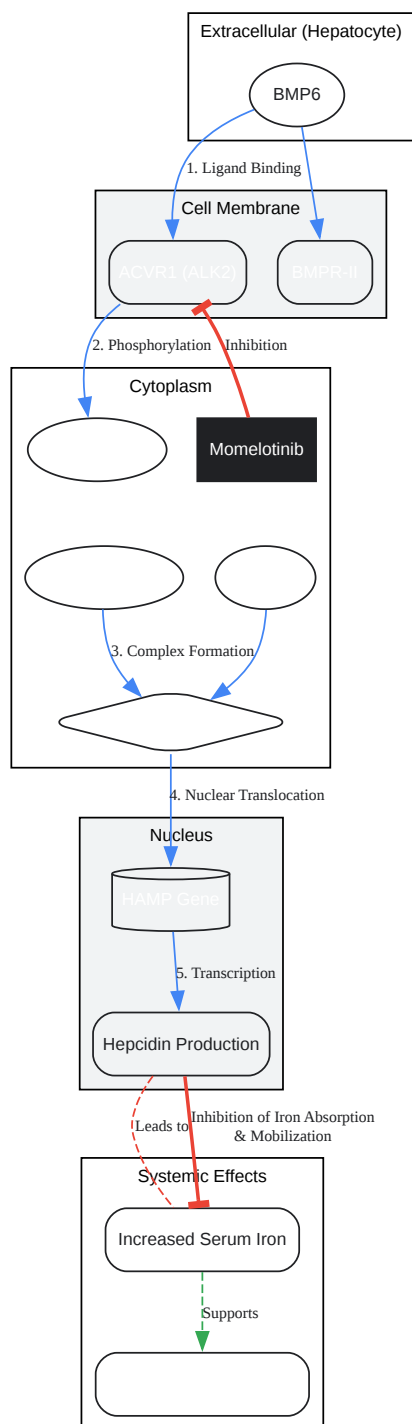 Extracellular (Hepatocyte)
BMP6
1. Ligand Binding
Cell Membrane
ACVR1 (ALK2)
BMPR-II
2. Phosphorylation
Inhibition
Cytoplasm
Momelotinib
3. Complex Formation
4. Nuclear Translocation
Nucleus
HAMP Gene
5. Transcription
Hepcidin Production
Leads to
Inhibition of Iron Absorption
& Mobilization
Systemic Effects
Increased Serum Iron
Supports